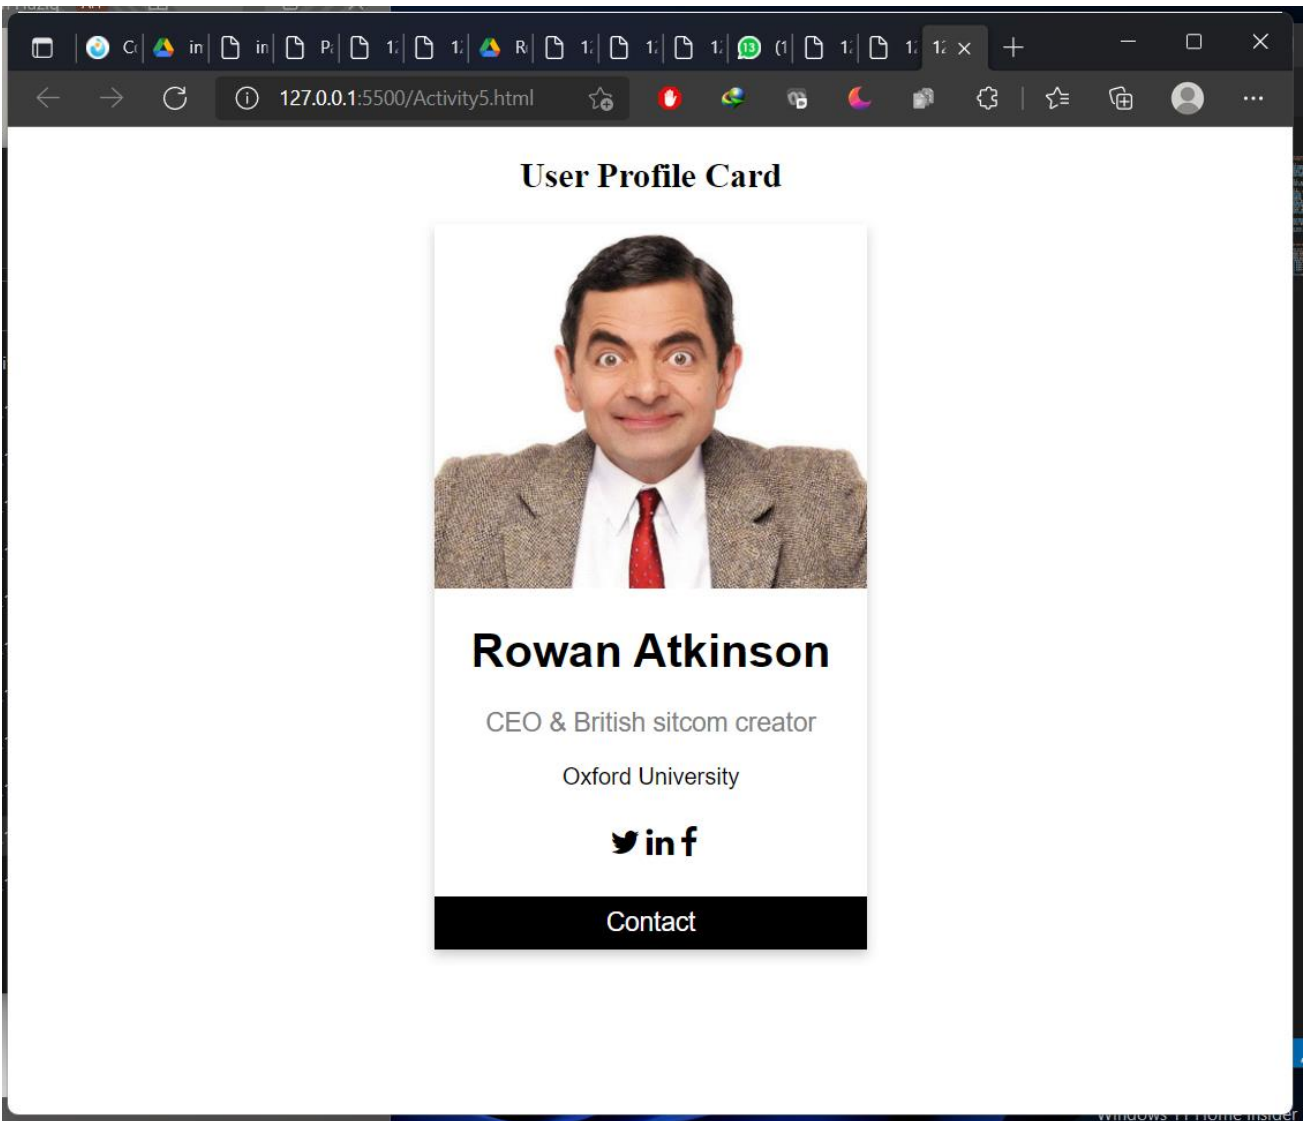 127.0.0.1:5500/Activity5.html
User Profile Card
Rowan Atkinson
CEO & British sitcom creator
Oxford University
Contact